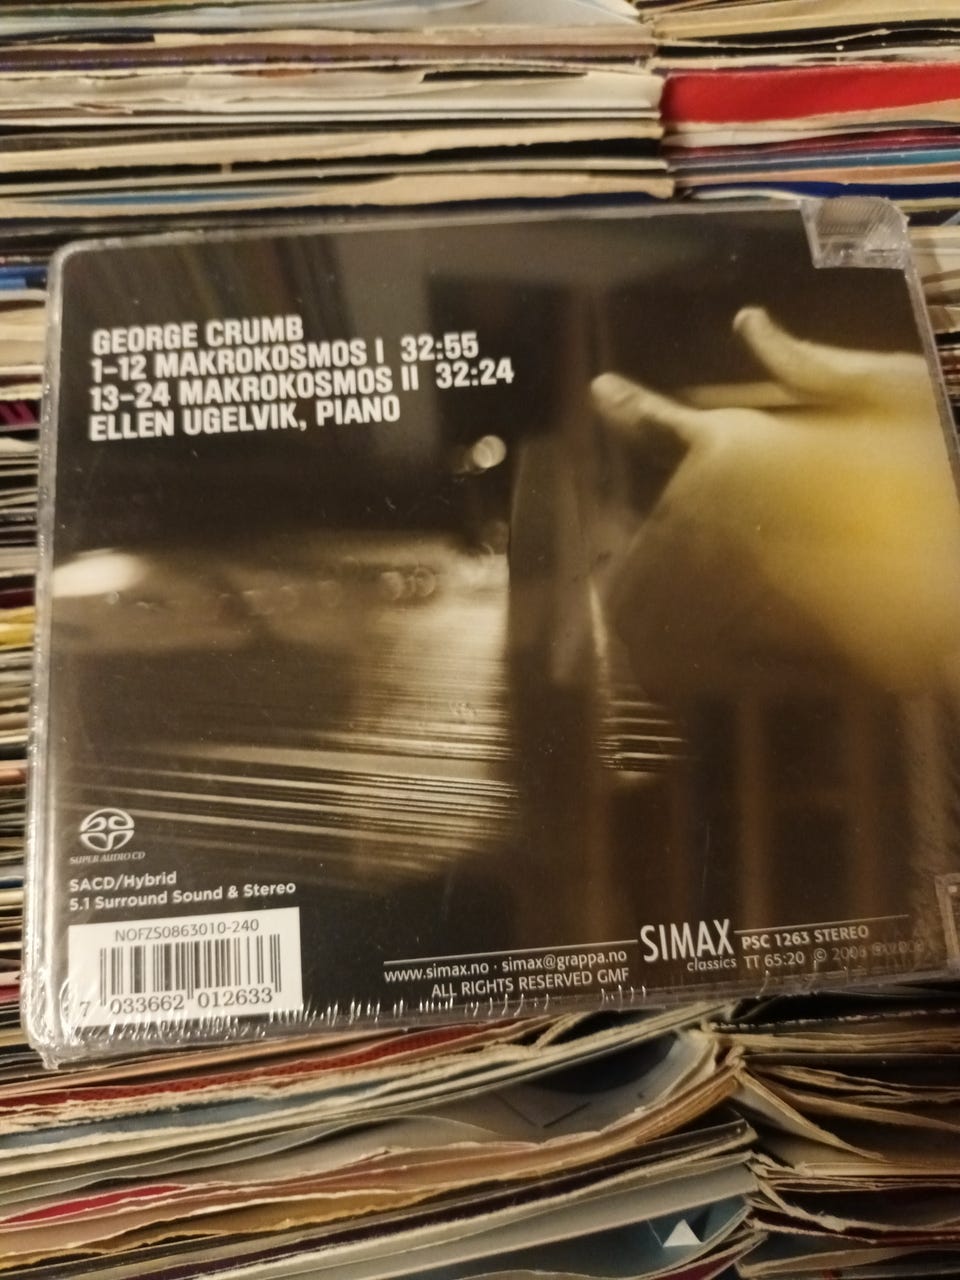 GEORGE CRUMB
1-12 MAKROKOSMOS I 32:55
13-24 MAKROKOSMOS II 32:24
ELLEN UGELVIK, PIANO
SUPER AUDIO CD
SACD/Hybrid
5.1 Surround Sound & Stereo
NOFZS0863010-240
7 033662 012633
www.simax.no · simax@grappa.no
ALL RIGHTS RESERVED GMF
SIMAX
classics
PSC 1263 STEREO
TT 65:20 ©